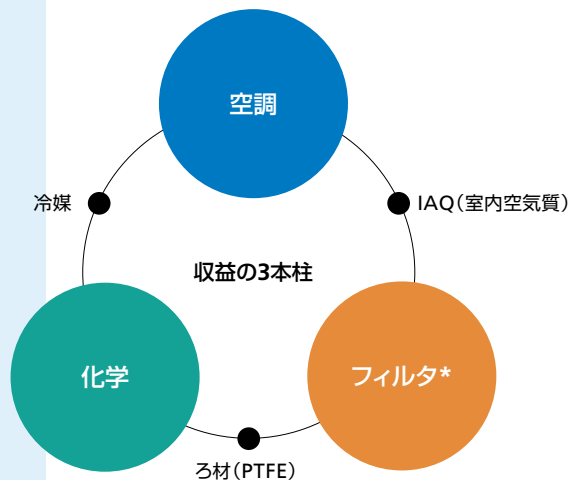 空調
冷媒
IAQ（室内空気質）
収益の3本柱
化学
フィルタ*
ろ材（PTFE）